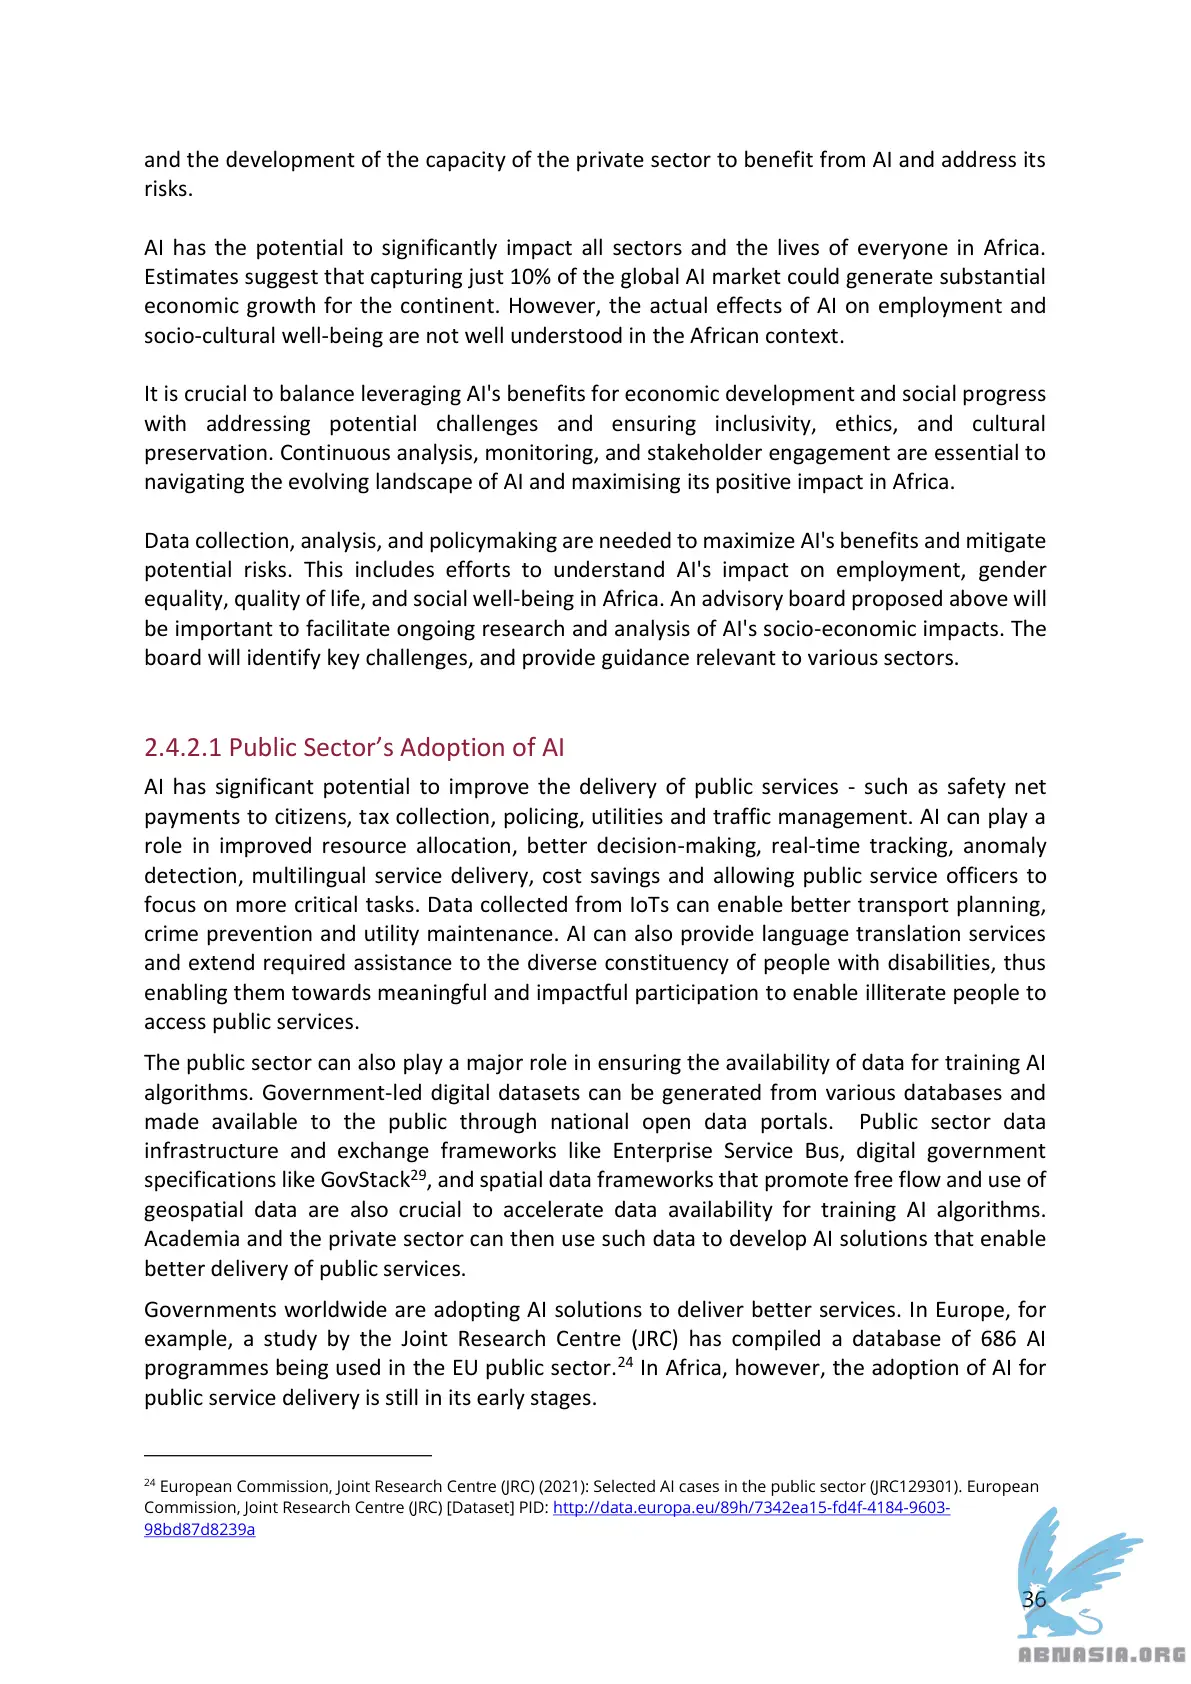 and the development of the capacity of the private sector to benefit from AI and address its
risks.
AI has the potential to significantly impact all sectors and the lives of everyone in Africa.
Estimates suggest that capturing just 10% of the global AI market could generate substantial
economic growth for the continent. However, the actual effects of AI on employment and
socio-cultural well-being are not well understood in the African context.
It is crucial to balance leveraging AI's benefits for economic development and social progress
with addressing potential challenges and ensuring inclusivity, ethics, and cultural
preservation. Continuous analysis, monitoring, and stakeholder engagement are essential to
navigating the evolving landscape of AI and maximising its positive impact in Africa.
Data collection, analysis, and policymaking are needed to maximize AI's benefits and mitigate
potential risks. This includes efforts to understand AI's impact on employment, gender
equality, quality of life, and social well-being in Africa. An advisory board proposed above will
be important to facilitate ongoing research and analysis of AI's socio-economic impacts. The
board will identify key challenges, and provide guidance relevant to various sectors.
2.4.2.1 Public Sector’s Adoption of AI
AI has significant potential to improve the delivery of public services - such as safety net
payments to citizens, tax collection, policing, utilities and traffic management. AI can play a
role in improved resource allocation, better decision-making, real-time tracking, anomaly
detection, multilingual service delivery, cost savings and allowing public service officers to
focus on more critical tasks. Data collected from IoTs can enable better transport planning,
crime prevention and utility maintenance. AI can also provide language translation services
and extend required assistance to the diverse constituency of people with disabilities, thus
enabling them towards meaningful and impactful participation to enable illiterate people to
access public services.
The public sector can also play a major role in ensuring the availability of data for training AI
algorithms. Government-led digital datasets can be generated from various databases and
made available to the public through national open data portals.  Public sector data
infrastructure and exchange frameworks like Enterprise Service Bus, digital government
specifications like GovStack29, and spatial data frameworks that promote free flow and use of
geospatial data are also crucial to accelerate data availability for training AI algorithms.
Academia and the private sector can then use such data to develop AI solutions that enable
better delivery of public services.
Governments worldwide are adopting AI solutions to deliver better services. In Europe, for
example, a study by the Joint Research Centre (JRC) has compiled a database of 686 AI
programmes being used in the EU public sector.24 In Africa, however, the adoption of AI for
public service delivery is still in its early stages.
24 European Commission, Joint Research Centre (JRC) (2021): Selected AI cases in the public sector (JRC129301). European
Commission, Joint Research Centre (JRC) [Dataset] PID: http://data.europa.eu/89h/7342ea15-fd4f-4184-9603-
98bd87d8239a
36
ABNASIA.ORG